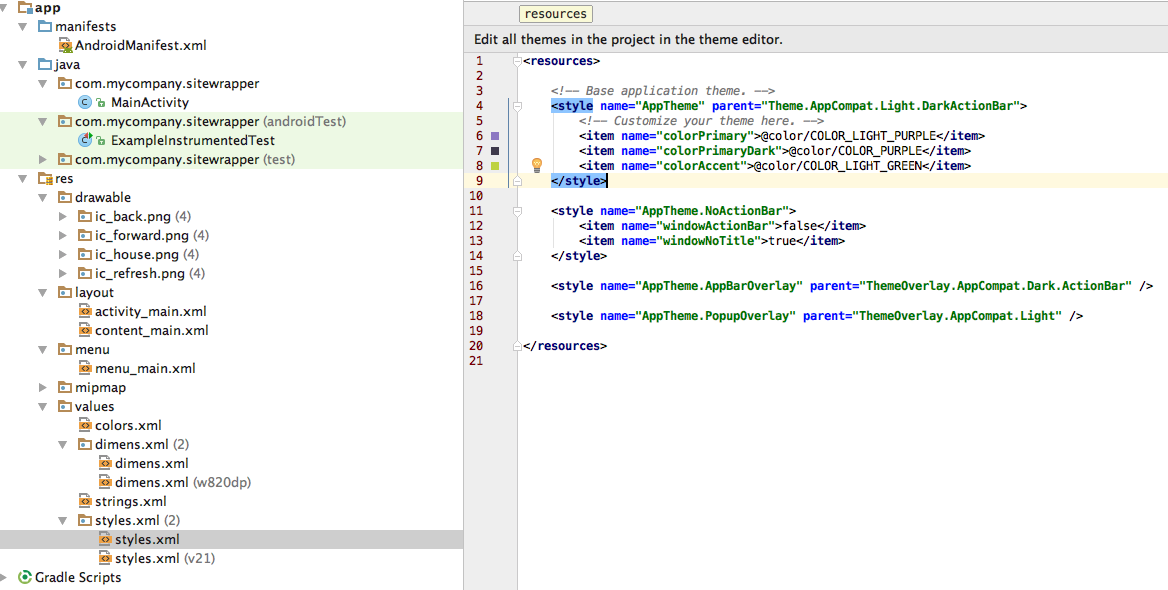 app
manifests
AndroidManifest.xml
java
com.mycompany.sitewrapper
MainActivity
com.mycompany.sitewrapper (androidTest)
ExampleInstrumentedTest
com.mycompany.sitewrapper (test)
res
drawable
ic_back.png (4)
ic_forward.png (4)
ic_house.png (4)
ic_refresh.png (4)
layout
activity_main.xml
content_main.xml
menu
menu_main.xml
mipmap
values
colors.xml
dimens.xml (2)
dimens.xml
dimens.xml (w820dp)
strings.xml
styles.xml (2)
styles.xml
styles.xml (v21)
Gradle Scripts
resources
Edit all themes in the project in the theme editor.
1 <resources>
2
3 <!-- Base application theme. -->
4 <style name="AppTheme" parent="Theme.AppCompat.Light.DarkActionBar">
5 <!-- Customize your theme here. -->
6 <item name="colorPrimary">@color/COLOR_LIGHT_PURPLE</item>
7 <item name="colorPrimaryDark">@color/COLOR_PURPLE</item>
8 <item name="colorAccent">@color/COLOR_LIGHT_GREEN</item>
9 </style>
10
11 <style name="AppTheme.NoActionBar">
12 <item name="windowActionBar">false</item>
13 <item name="windowNoTitle">true</item>
14 </style>
15
16 <style name="AppTheme.AppBarOverlay" parent="ThemeOverlay.AppCompat.Dark.ActionBar" />
17
18 <style name="AppTheme.PopupOverlay" parent="ThemeOverlay.AppCompat.Light" />
19
20 </resources>
21